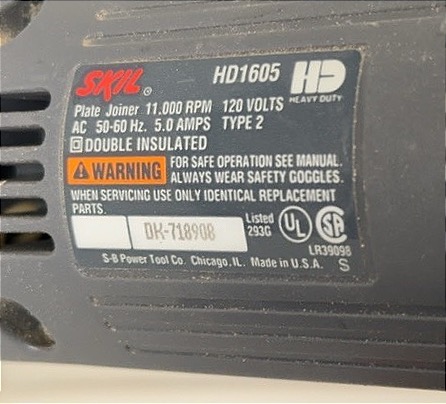 SKIL® HD1605 HD
HEAVY DUTY
Plate Joiner 11.000 RPM 120 VOLTS
AC 50-60 Hz. 5.0 AMPS TYPE 2
DOUBLE INSULATED
WARNING FOR SAFE OPERATION SEE MANUAL.
ALWAYS WEAR SAFETY GOGGLES.
WHEN SERVICING USE ONLY IDENTICAL REPLACEMENT
PARTS.
DK-718908 Listed
293G UL SA
LR39098
S-B Power Tool Co. Chicago, IL. Made in U.S.A. S